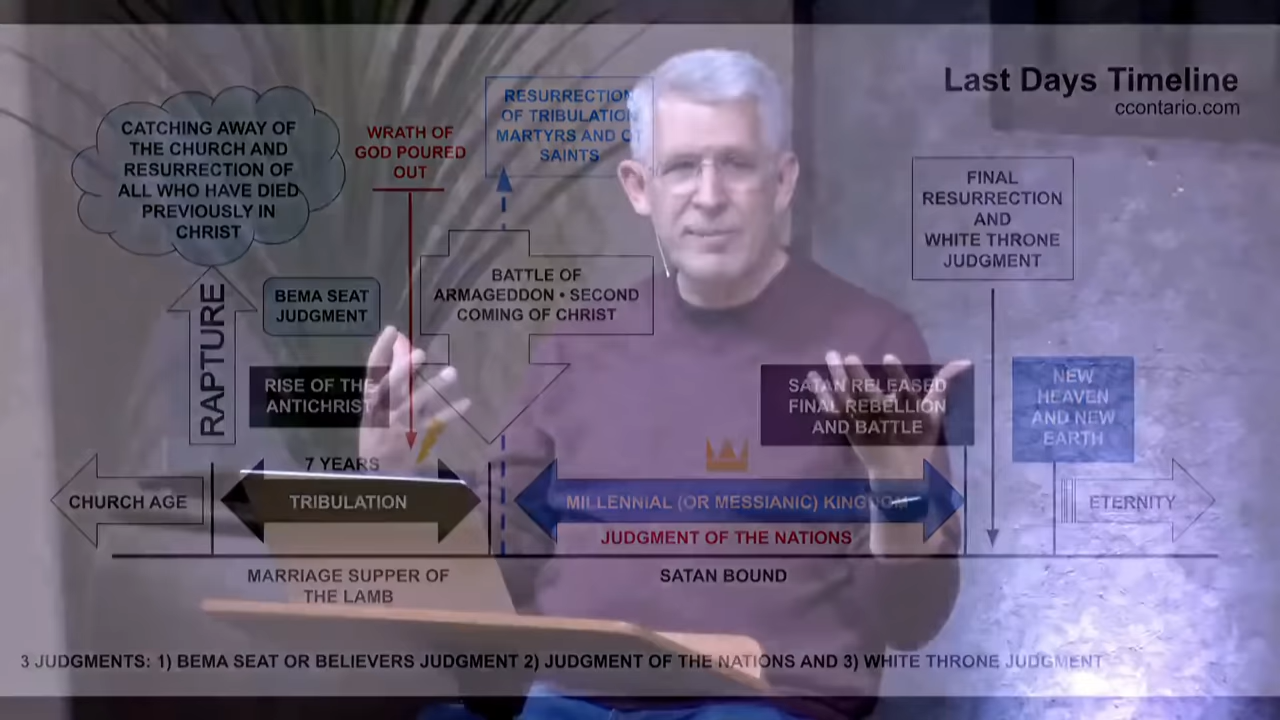 Last Days Timeline
ccontario.com
CATCHING AWAY OF
THE CHURCH AND
RESURRECTION OF
ALL WHO HAVE DIED
PREVIOUSLY IN
CHRIST
WRATH OF
GOD POURED
OUT
RESURRECTION
OF TRIBULATION
MARTYRS AND OT
SAINTS
FINAL
RESURRECTION
AND
WHITE THRONE
JUDGMENT
RAPTURE
BEMA SEAT
JUDGMENT
BATTLE OF
ARMAGEDDON • SECOND
COMING OF CHRIST
RISE OF THE
ANTICHRIST
SATAN RELEASED
FINAL REBELLION
AND BATTLE
NEW
HEAVEN
AND NEW
EARTH
CHURCH AGE
7 YEARS
TRIBULATION
MILLENNIAL (OR MESSIANIC) KINGDOM
ETERNITY
JUDGMENT OF THE NATIONS
MARRIAGE SUPPER OF
THE LAMB
SATAN BOUND
3 JUDGMENTS: 1) BEMA SEAT OR BELIEVERS JUDGMENT 2) JUDGMENT OF THE NATIONS AND 3) WHITE THRONE JUDGMENT